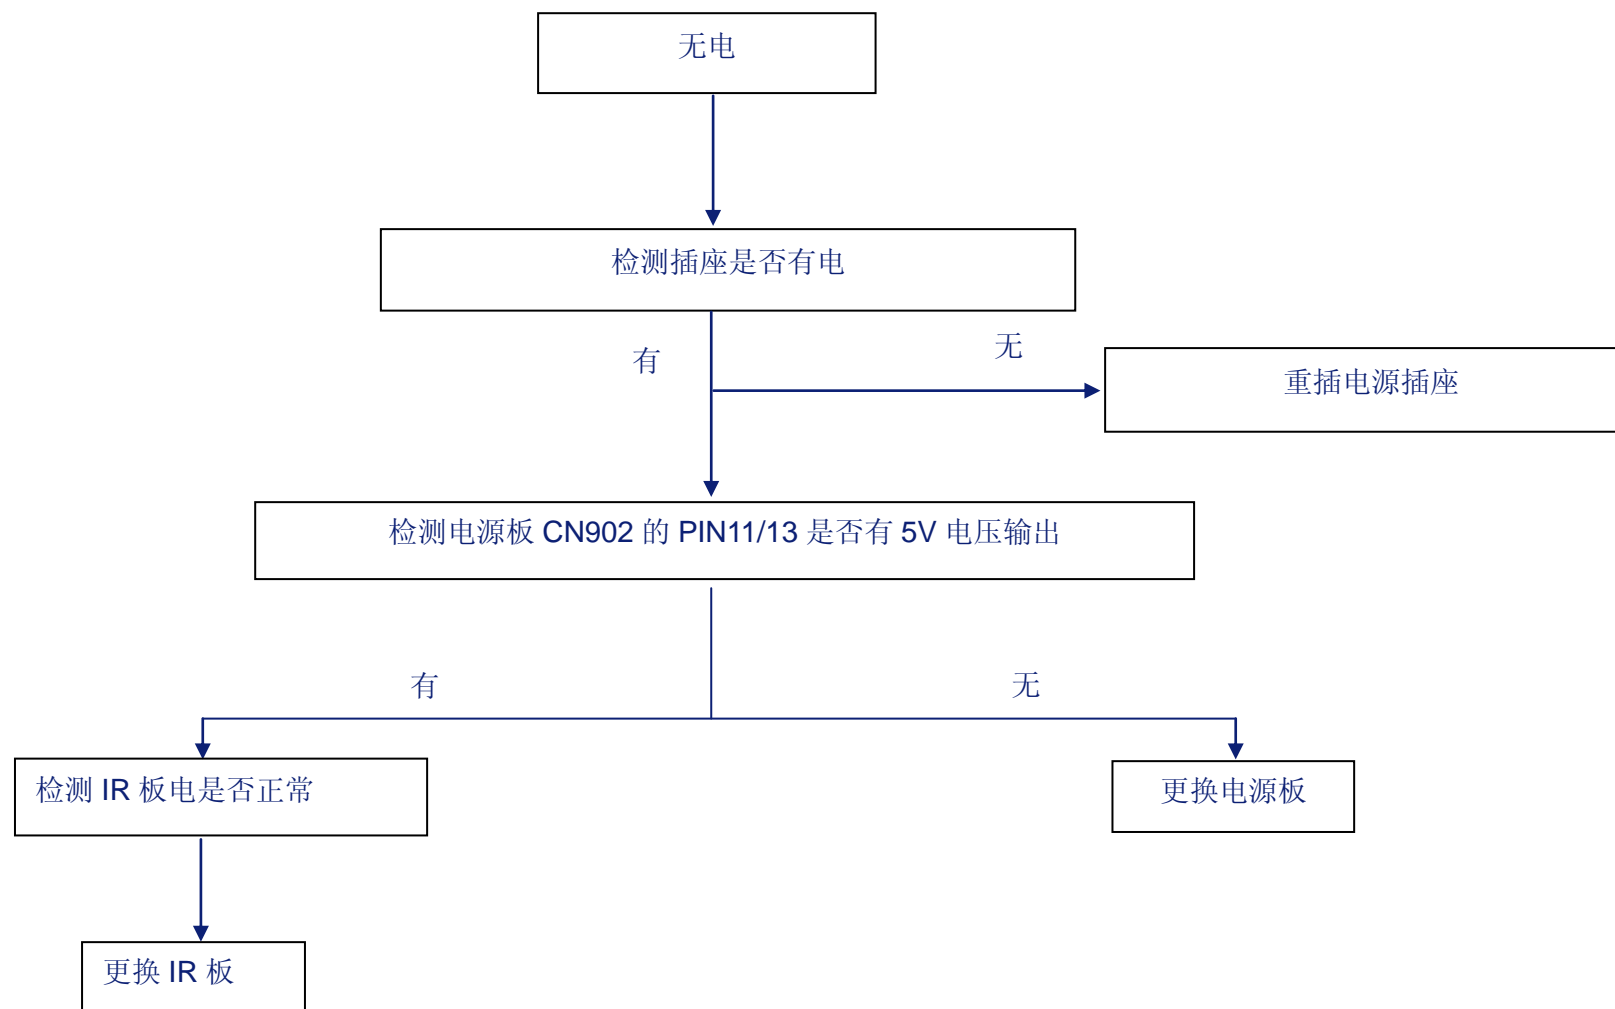 无电
检测插座是否有电
有
无
重插电源插座
检测电源板 CN902 的 PIN11/13 是否有 5V 电压输出
有
无
检测 IR 板电是否正常
更换电源板
更换 IR 板